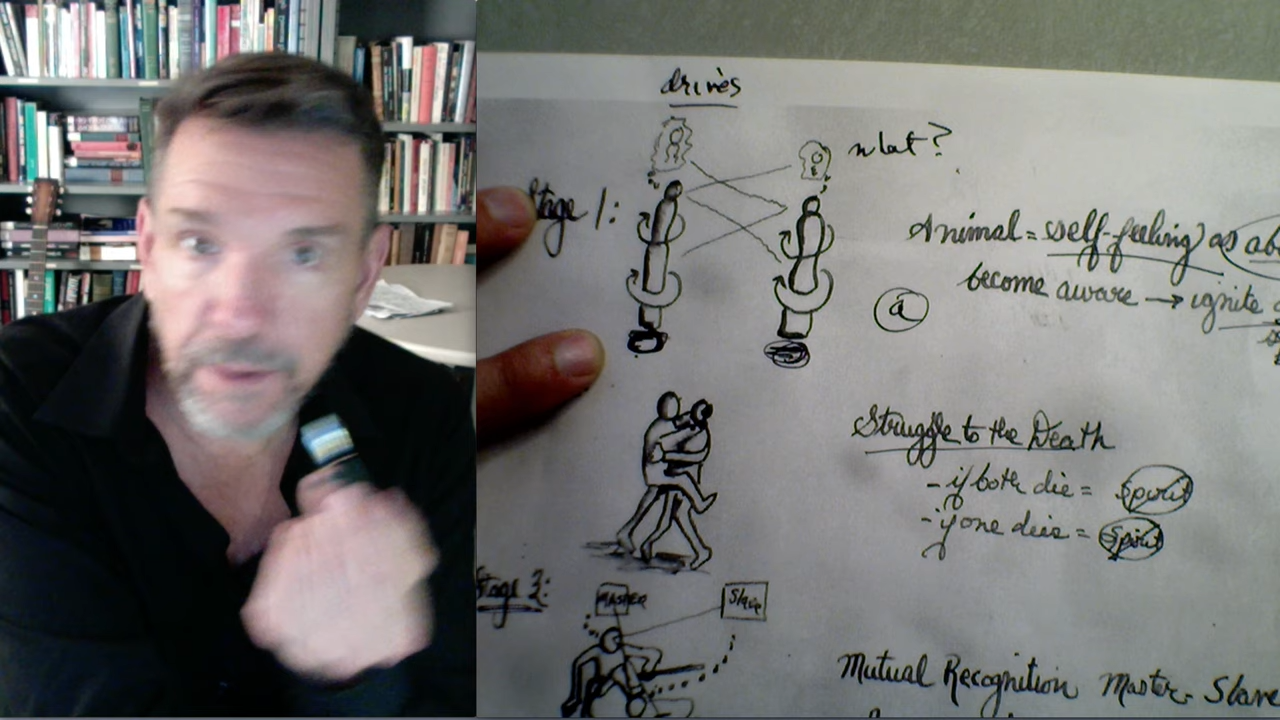 drives
what?
Stage 1:
Animal = self-feeling) as
become aware → ignite
a
Struggle to the Death
- if both die = Spirit
- if one dies = Spirit
Stage 2:
MASTER
Slave
Mutual Recognition Master - Slave